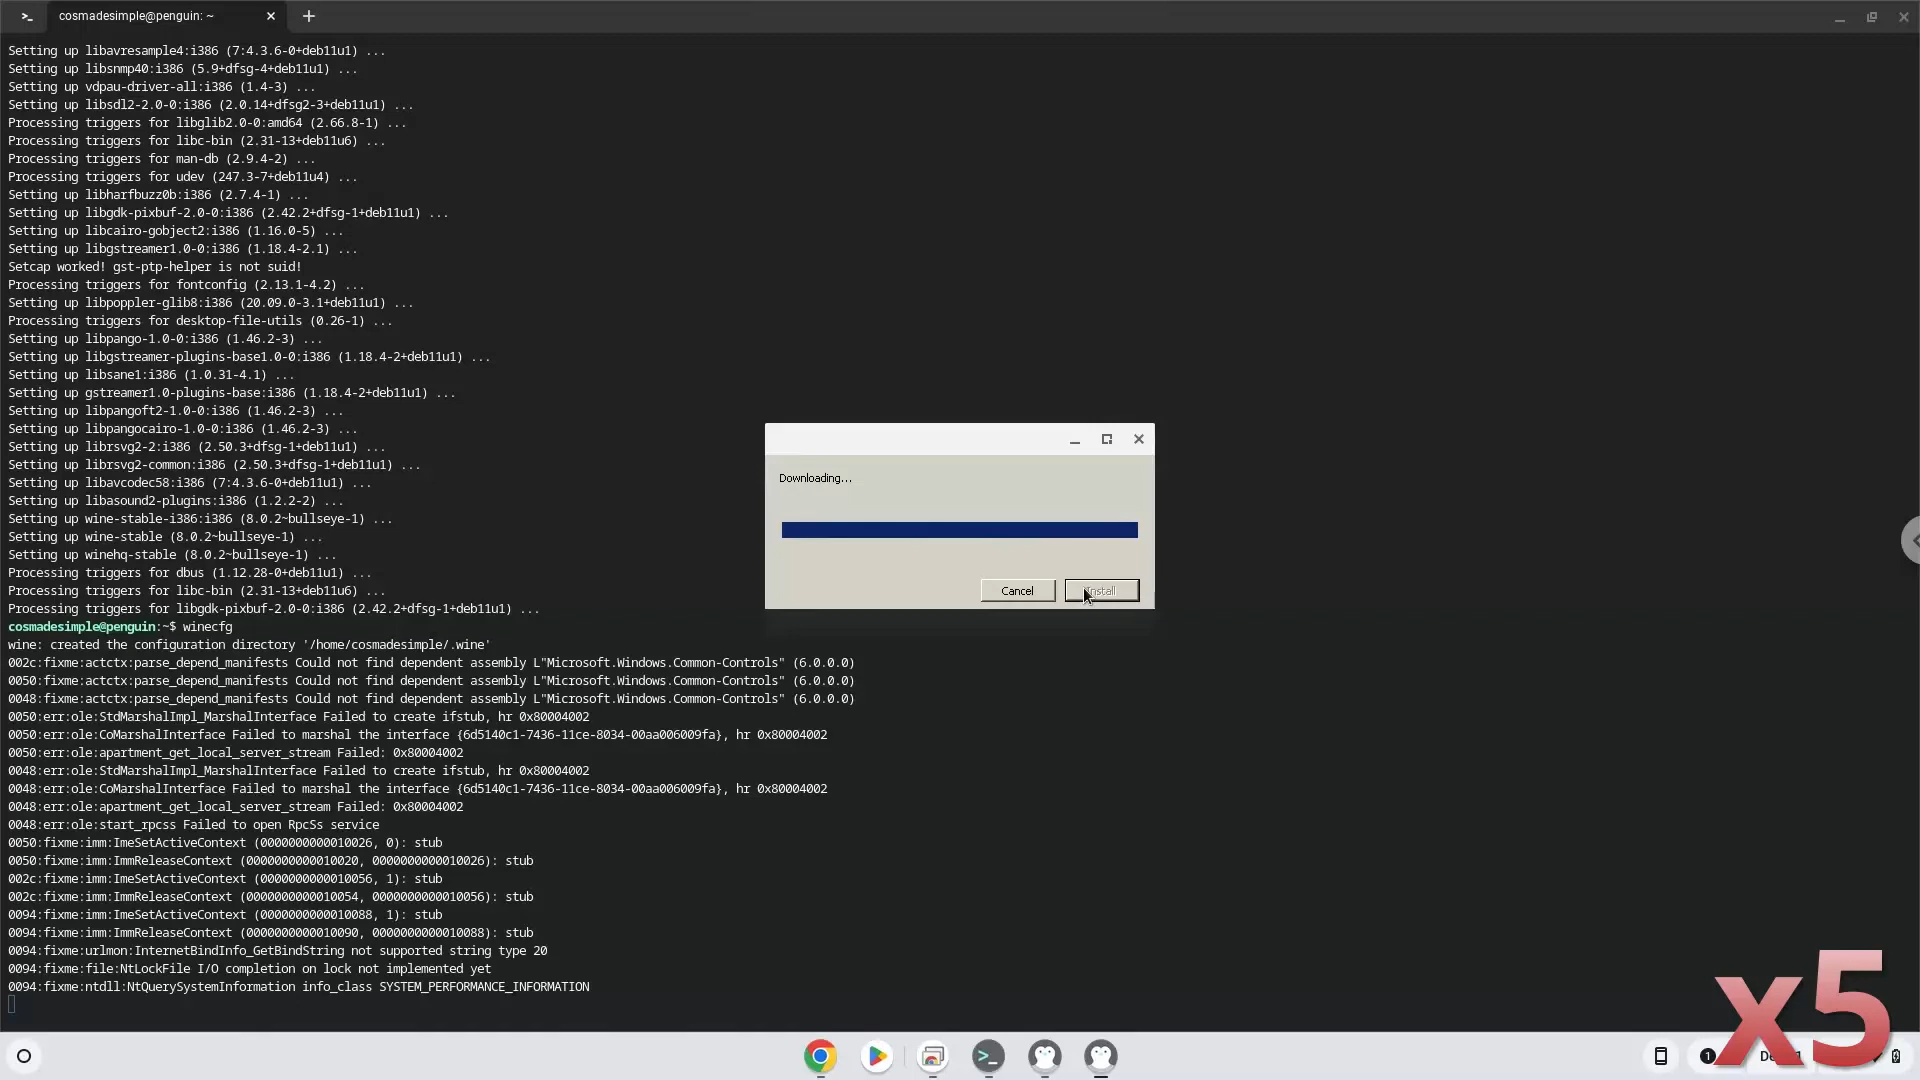 cosmadesimple@penguin: ~
Setting up libavresample4:i386 (7:4.3.6-0+deb11u1) ...
Setting up libsnmp40:i386 (5.9+dfsg-4+deb11u1) ...
Setting up vdpau-driver-all:i386 (1.4-3) ...
Setting up libsdl2-2.0-0:i386 (2.0.14+dfsg2-3+deb11u1) ...
Processing triggers for libglib2.0-0:amd64 (2.66.8-1) ...
Processing triggers for libc-bin (2.31-13+deb11u6) ...
Processing triggers for man-db (2.9.4-2) ...
Processing triggers for udev (247.3-7+deb11u4) ...
Setting up libharfbuzz0b:i386 (2.7.4-1) ...
Setting up libgdk-pixbuf-2.0-0:i386 (2.42.2+dfsg-1+deb11u1) ...
Setting up libcairo-gobject2:i386 (1.16.0-5) ...
Setting up libgstreamer1.0-0:i386 (1.18.4-2.1) ...
Setcap worked! gst-ptp-helper is not suid!
Processing triggers for fontconfig (2.13.1-4.2) ...
Setting up libpoppler-glib8:i386 (20.09.0-3.1+deb11u1) ...
Processing triggers for desktop-file-utils (0.26-1) ...
Setting up libpango-1.0-0:i386 (1.46.2-3) ...
Setting up libgstreamer-plugins-base1.0-0:i386 (1.18.4-2+deb11u1) ...
Setting up libsane1:i386 (1.0.31-4.1) ...
Setting up gstreamer1.0-plugins-base:i386 (1.18.4-2+deb11u1) ...
Setting up libpangoft2-1.0-0:i386 (1.46.2-3) ...
Setting up libpangocairo-1.0-0:i386 (1.46.2-3) ...
Setting up librsvg2-2:i386 (2.50.3+dfsg-1+deb11u1) ...
Setting up librsvg2-common:i386 (2.50.3+dfsg-1+deb11u1) ...
Setting up libavcodec58:i386 (7:4.3.6-0+deb11u1) ...
Setting up libasound2-plugins:i386 (1.2.2-2) ...
Setting up wine-stable-i386:i386 (8.0.2~bullseye-1) ...
Setting up wine-stable (8.0.2~bullseye-1) ...
Setting up winehq-stable (8.0.2~bullseye-1) ...
Processing triggers for dbus (1.12.28-0+deb11u1) ...
Processing triggers for libc-bin (2.31-13+deb11u6) ...
Processing triggers for libgdk-pixbuf-2.0-0:i386 (2.42.2+dfsg-1+deb11u1) ...
cosmadesimple@penguin:~$ winecfg
wine: created the configuration directory '/home/cosmadesimple/.wine'
002c:fixme:actctx:parse_depend_manifests Could not find dependent assembly L"Microsoft.Windows.Common-Controls" (6.0.0.0)
0050:fixme:actctx:parse_depend_manifests Could not find dependent assembly L"Microsoft.Windows.Common-Controls" (6.0.0.0)
0048:fixme:actctx:parse_depend_manifests Could not find dependent assembly L"Microsoft.Windows.Common-Controls" (6.0.0.0)
0050:err:ole:StdMarshalImpl_MarshalInterface Failed to create ifstub, hr 0x80004002
0050:err:ole:CoMarshalInterface Failed to marshal the interface {6d5140c1-7436-11ce-8034-00aa006009fa}, hr 0x80004002
0050:err:ole:apartment_get_local_server_stream Failed: 0x80004002
0048:err:ole:StdMarshalImpl_MarshalInterface Failed to create ifstub, hr 0x80004002
0048:err:ole:CoMarshalInterface Failed to marshal the interface {6d5140c1-7436-11ce-8034-00aa006009fa}, hr 0x80004002
0048:err:ole:apartment_get_local_server_stream Failed: 0x80004002
0048:err:ole:start_rpcss Failed to open RpcSs service
0050:fixme:imm:ImeSetActiveContext (0000000000010026, 0): stub
0050:fixme:imm:ImmReleaseContext (0000000000010020, 0000000000010026): stub
002c:fixme:imm:ImeSetActiveContext (0000000000010056, 1): stub
002c:fixme:imm:ImmReleaseContext (0000000000010054, 0000000000010056): stub
0094:fixme:imm:ImeSetActiveContext (0000000000010088, 1): stub
0094:fixme:imm:ImmReleaseContext (0000000000010090, 0000000000010088): stub
0094:fixme:urlmon:InternetBindInfo_GetBindString not supported string type 20
0094:fixme:file:NtLockFile I/O completion on lock not implemented yet
0094:fixme:ntdll:NtQuerySystemInformation info_class SYSTEM_PERFORMANCE_INFORMATION
Downloading...
Cancel
x5
1